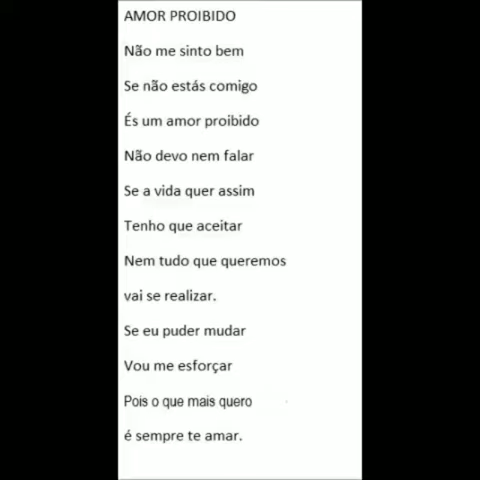 AMOR PROIBIDO
Não me sinto bem
Se não estás comigo
És um amor proibido
Não devo nem falar
Se a vida quer assim
Tenho que aceitar
Nem tudo que queremos
vai se realizar.
Se eu puder mudar
Vou me esforçar
Pois o que mais quero
é sempre te amar.